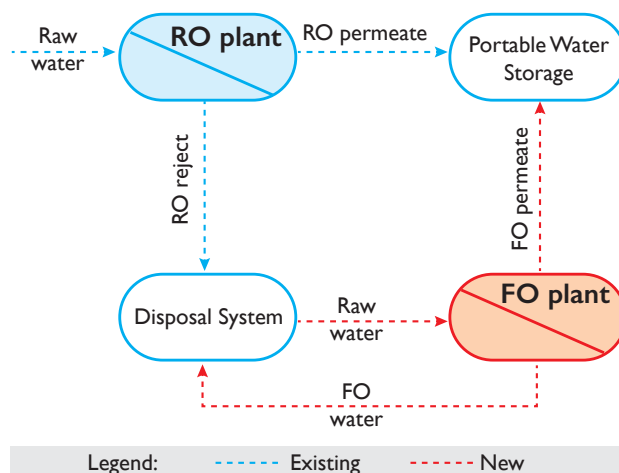 Raw
water
RO plant
RO permeate
Portable Water
Storage
RO reject
FO permeate
Disposal System
Raw
water
FO plant
FO
water
Legend:
Existing
New